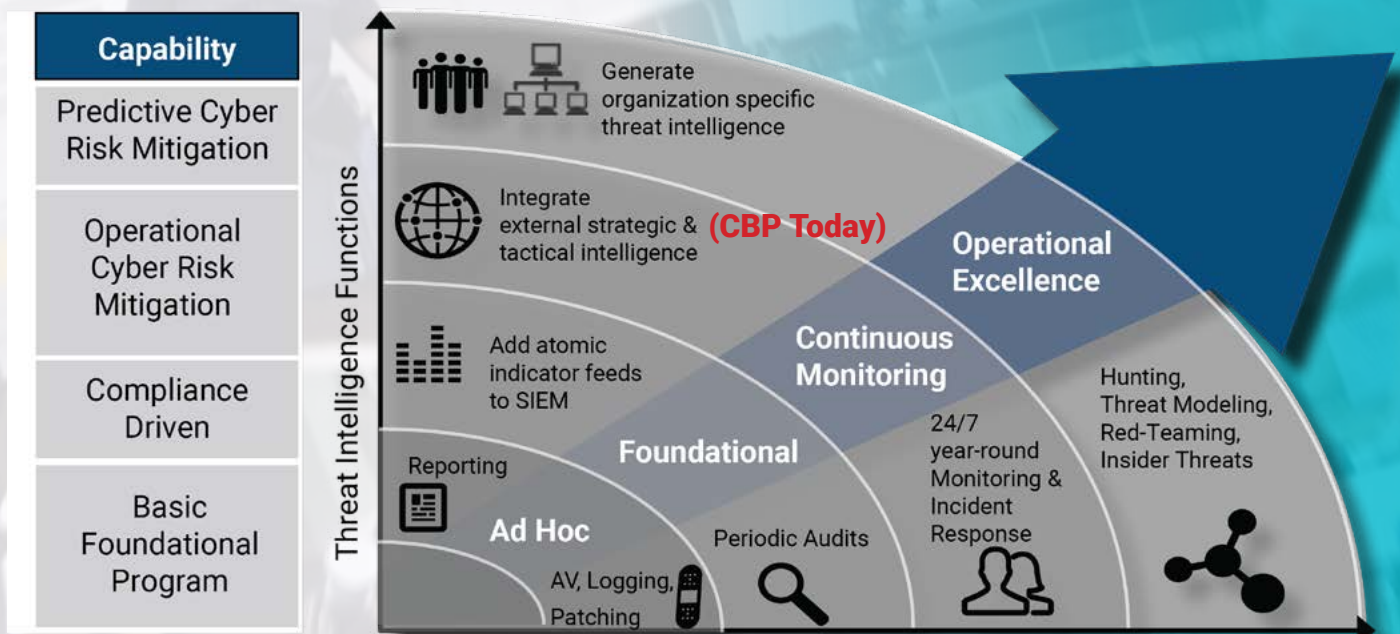 Capability
Predictive Cyber
Risk Mitigation
Operational
Cyber Risk
Mitigation
Compliance
Driven
Basic
Foundational
Program
Threat Intelligence Functions
Generate
organization specific
threat intelligence
Integrate
external strategic &
tactical intelligence
(CBP Today)
Add atomic
indicator feeds
to SIEM
Reporting
Operational
Excellence
Continuous
Monitoring
Foundational
Ad Hoc
AV, Logging,
Patching
Periodic Audits
24/7
year-round
Monitoring &
Incident
Response
Hunting,
Threat Modeling,
Red-Teaming,
Insider Threats